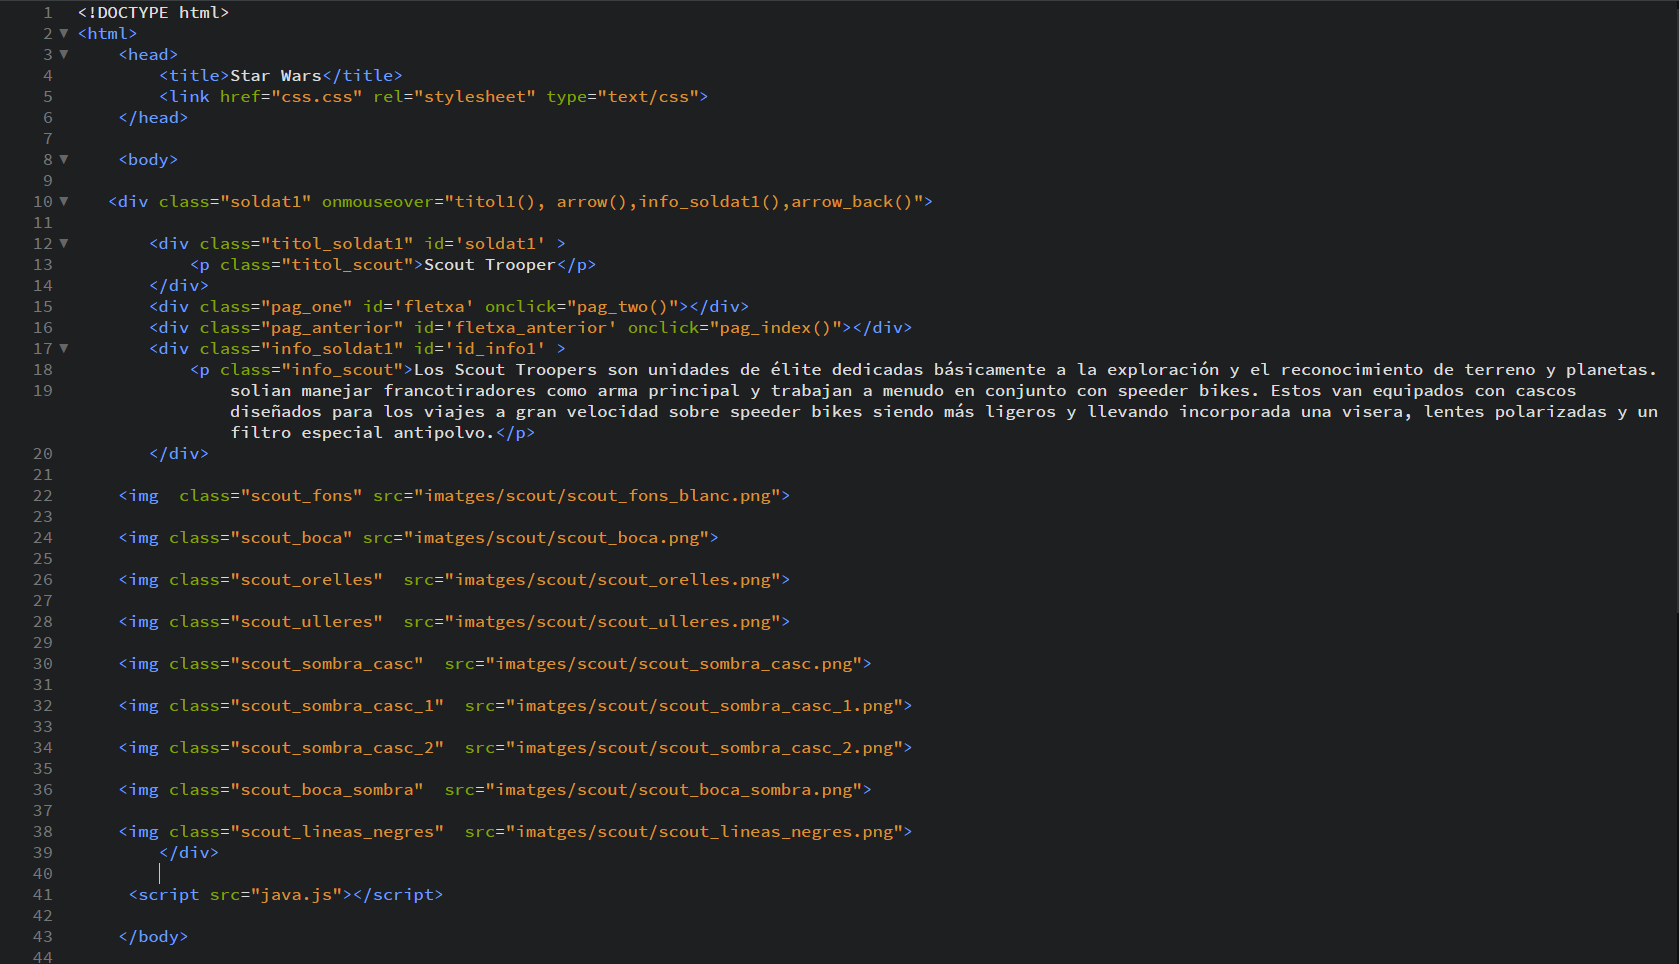 1 <!DOCTYPE html>
2 <html>
3 <head>
4 <title>Star Wars</title>
5 <link href="css.css" rel="stylesheet" type="text/css">
6 </head>
7
8 <body>
9
10 <div class="soldat1" onmouseover="titol1(), arrow(),info_soldat1(),arrow_back()">
11
12 <div class="titol_soldat1" id='soldat1' >
13 <p class="titol_scout">Scout Trooper</p>
14 </div>
15 <div class="pag_one" id='fletxa' onclick="pag_two()"></div>
16 <div class="pag_anterior" id='fletxa_anterior' onclick="pag_index()"></div>
17 <div class="info_soldat1" id='id_info1' >
18 <p class="info_scout">Los Scout Troopers son unidades de élite dedicadas básicamente a la exploración y el reconocimiento de terreno y planetas.
19 solian manejar francotiradores como arma principal y trabajan a menudo en conjunto con speeder bikes. Estos van equipados con cascos
diseñados para los viajes a gran velocidad sobre speeder bikes siendo más ligeros y llevando incorporada una visera, lentes polarizadas y un
filtro especial antipolvo.</p>
20 </div>
21
22 <img  class="scout_fons" src="imatges/scout/scout_fons_blanc.png">
23
24 <img class="scout_boca" src="imatges/scout/scout_boca.png">
25
26 <img class="scout_orelles"  src="imatges/scout/scout_orelles.png">
27
28 <img class="scout_ulleres"  src="imatges/scout/scout_ulleres.png">
29
30 <img class="scout_sombra_casc"  src="imatges/scout/scout_sombra_casc.png">
31
32 <img class="scout_sombra_casc_1"  src="imatges/scout/scout_sombra_casc_1.png">
33
34 <img class="scout_sombra_casc_2"  src="imatges/scout/scout_sombra_casc_2.png">
35
36 <img class="scout_boca_sombra"  src="imatges/scout/scout_boca_sombra.png">
37
38 <img class="scout_lineas_negres"  src="imatges/scout/scout_lineas_negres.png">
39 </div>
40
41 <script src="java.js"></script>
42
43 </body>
44